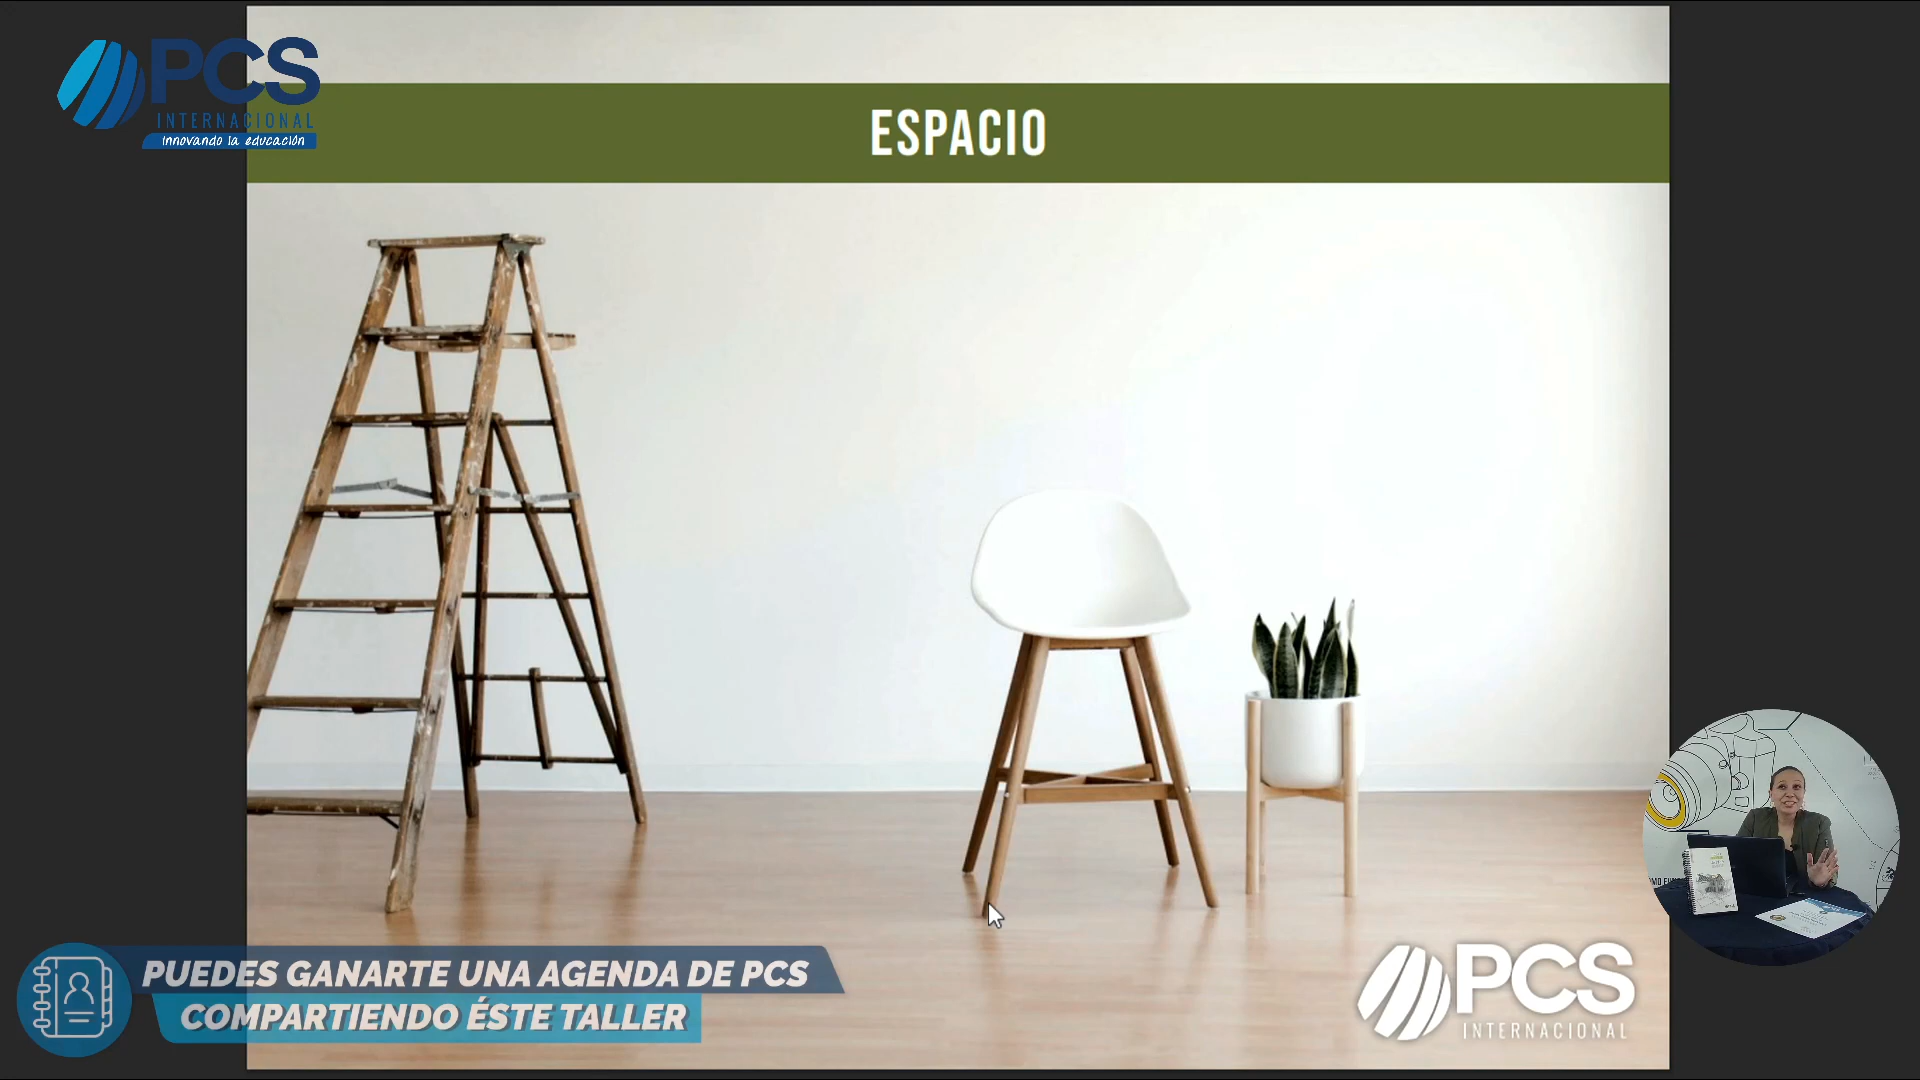 PCS
INTERNACIONAL
innovando la educación
ESPACIO
PUEDES GANARTE UNA AGENDA DE PCS
COMPARTIENDO ÉSTE TALLER
PCS
INTERNACIONAL